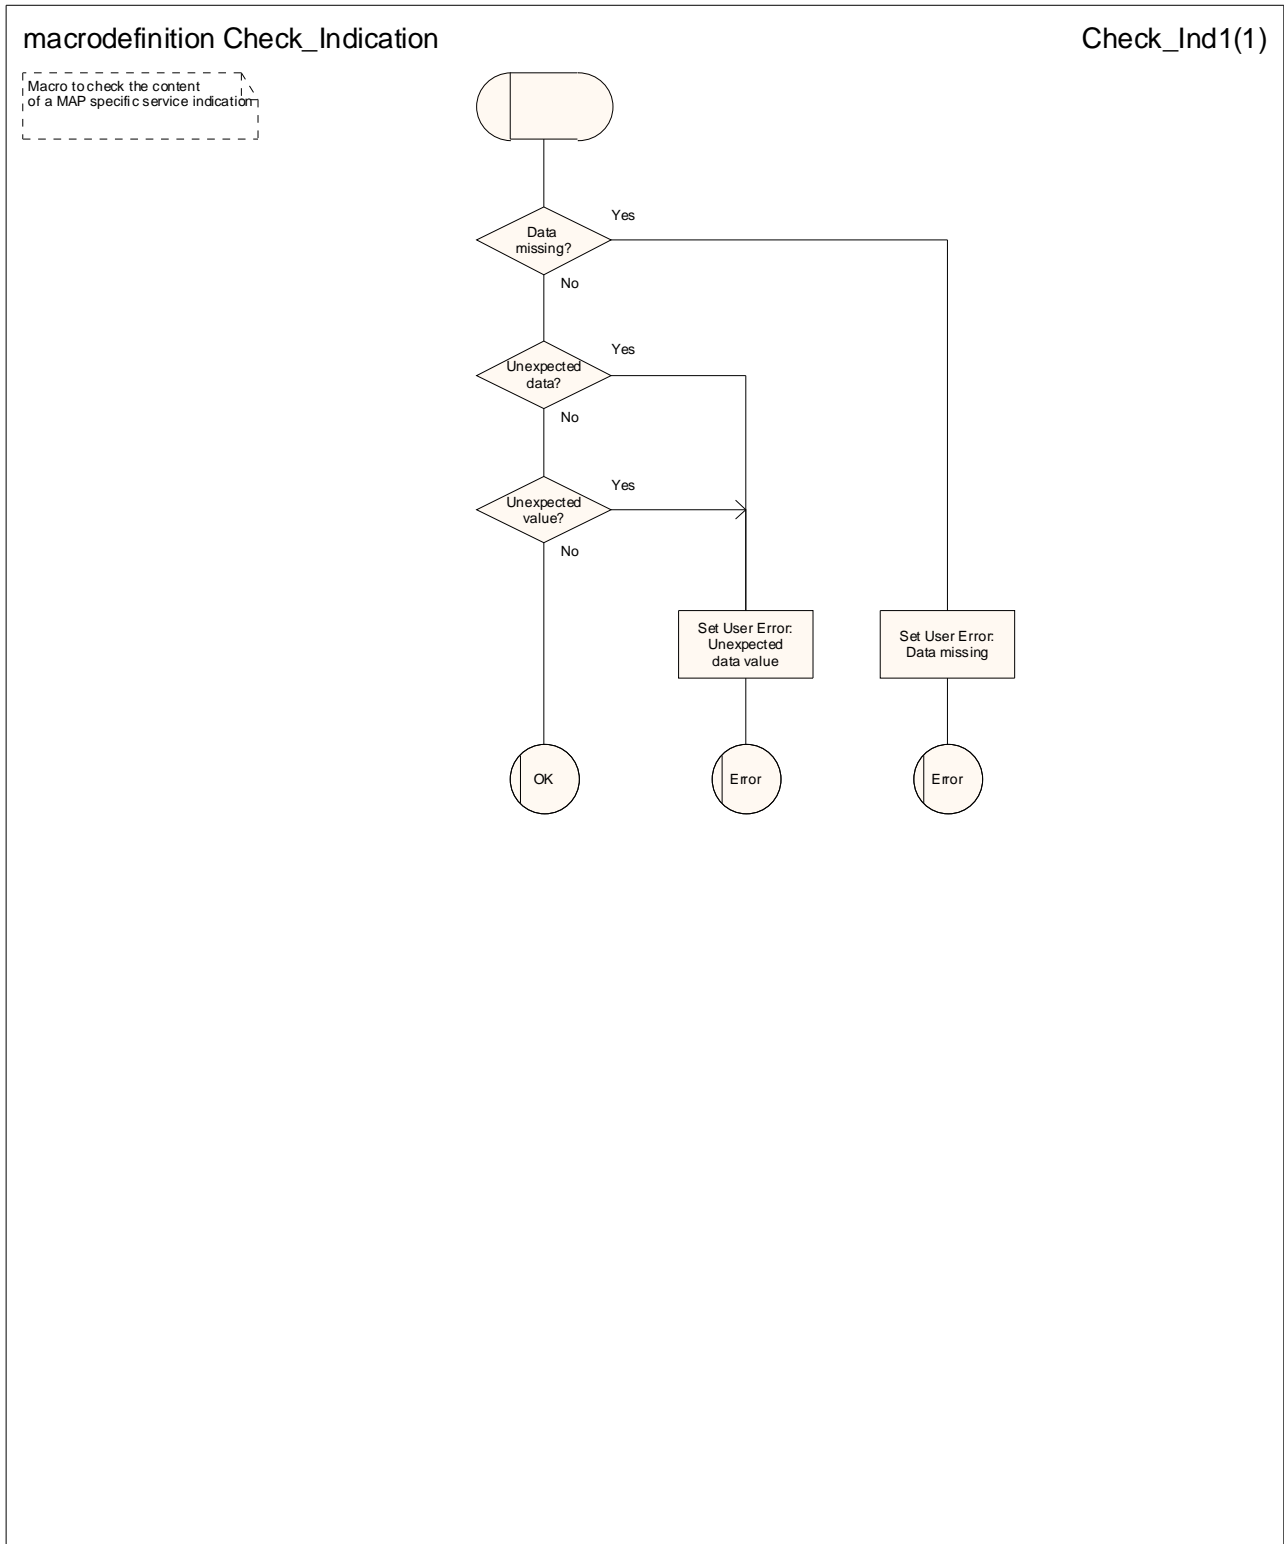 macrodefinition Check_Indication
Check_Ind1(1)
Macro to check the content
of a MAP specific service indication
Yes
Data
missing?
No
Yes
Unexpected
data?
No
Yes
Unexpected
value?
No
Set User Error:
Unexpected
data value
Set User Error:
Data missing
OK
Error
Error